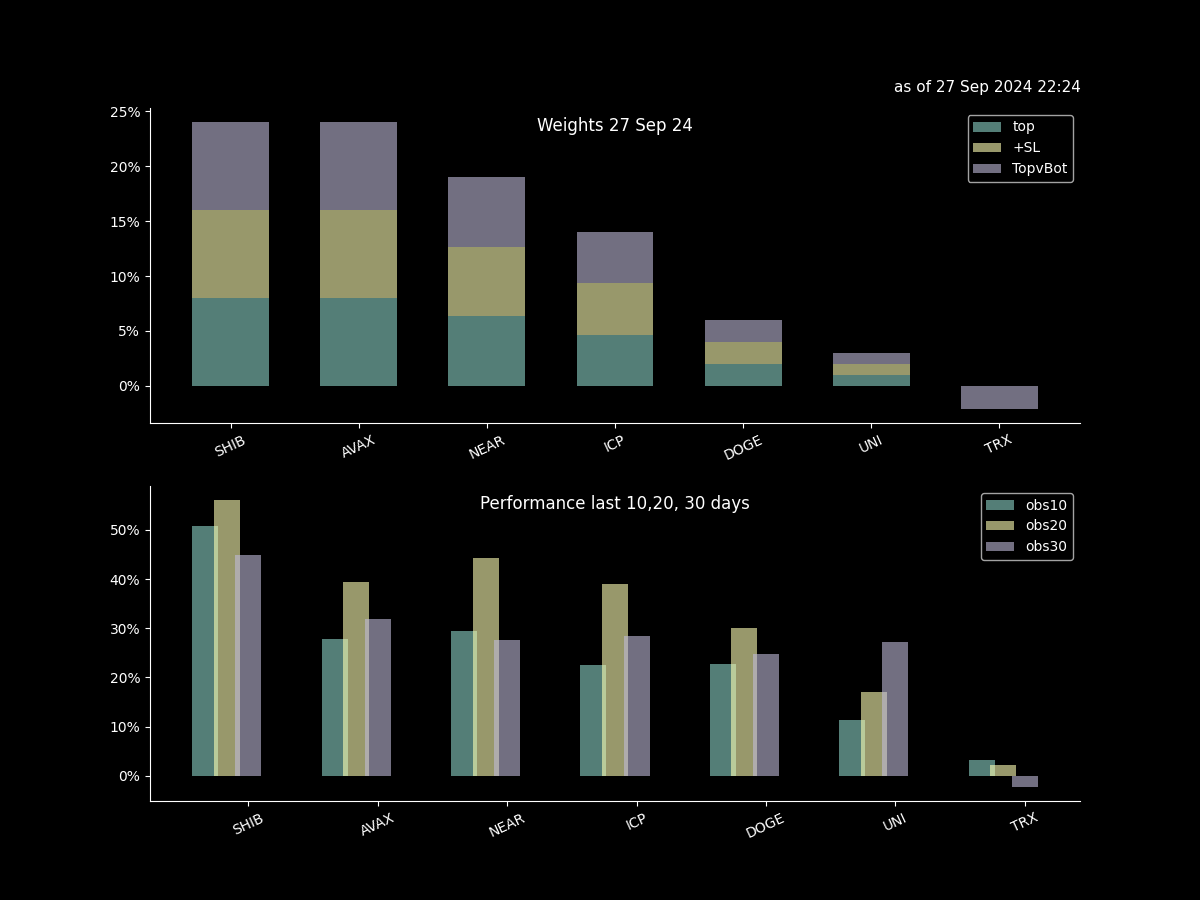 as of 27 Sep 2024 22:24
Weights 27 Sep 24
top
+SL
TopvBot
25%
20%
15%
10%
5%
0%
SHIB AVAX NEAR ICP DOGE UNI TRX
Performance last 10,20, 30 days
obs10
obs20
obs30
50%
40%
30%
20%
10%
0%
SHIB AVAX NEAR ICP DOGE UNI TRX